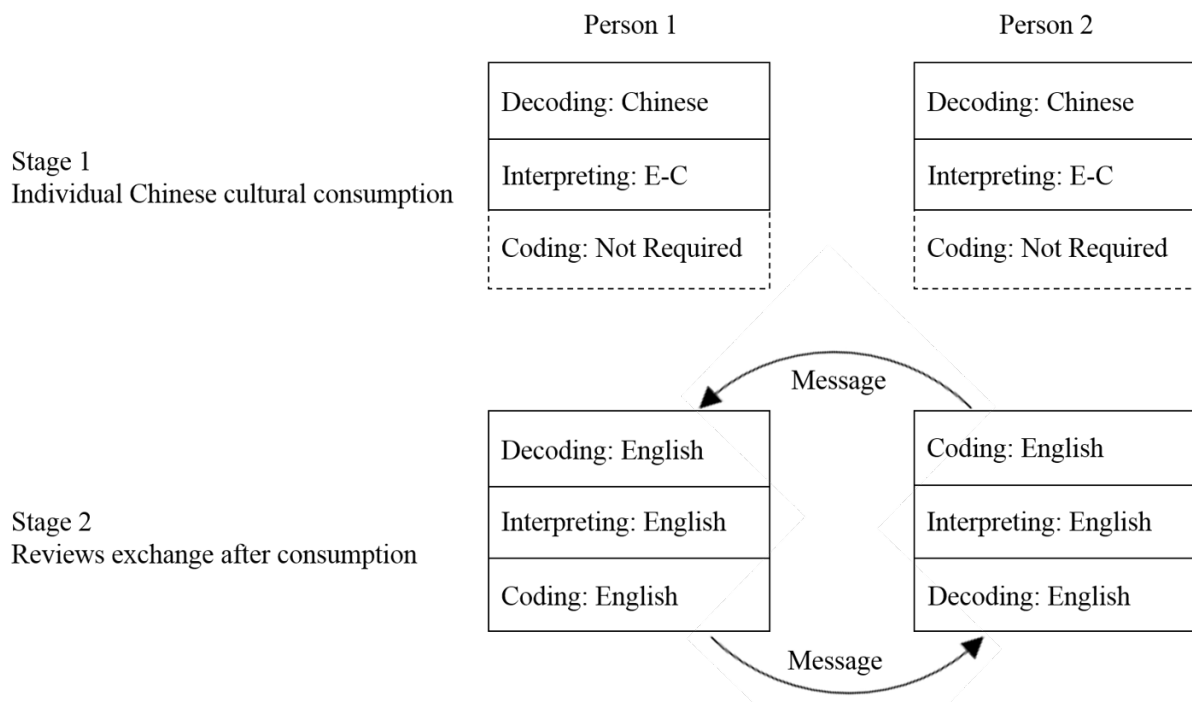 Person 1
Person 2
Decoding: Chinese
Decoding: Chinese
Stage 1
Individual Chinese cultural consumption
Interpreting: E-C
Interpreting: E-C
Coding: Not Required
Coding: Not Required
Message
Decoding: English
Coding: English
Stage 2
Reviews exchange after consumption
Interpreting: English
Interpreting: English
Coding: English
Decoding: English
Message